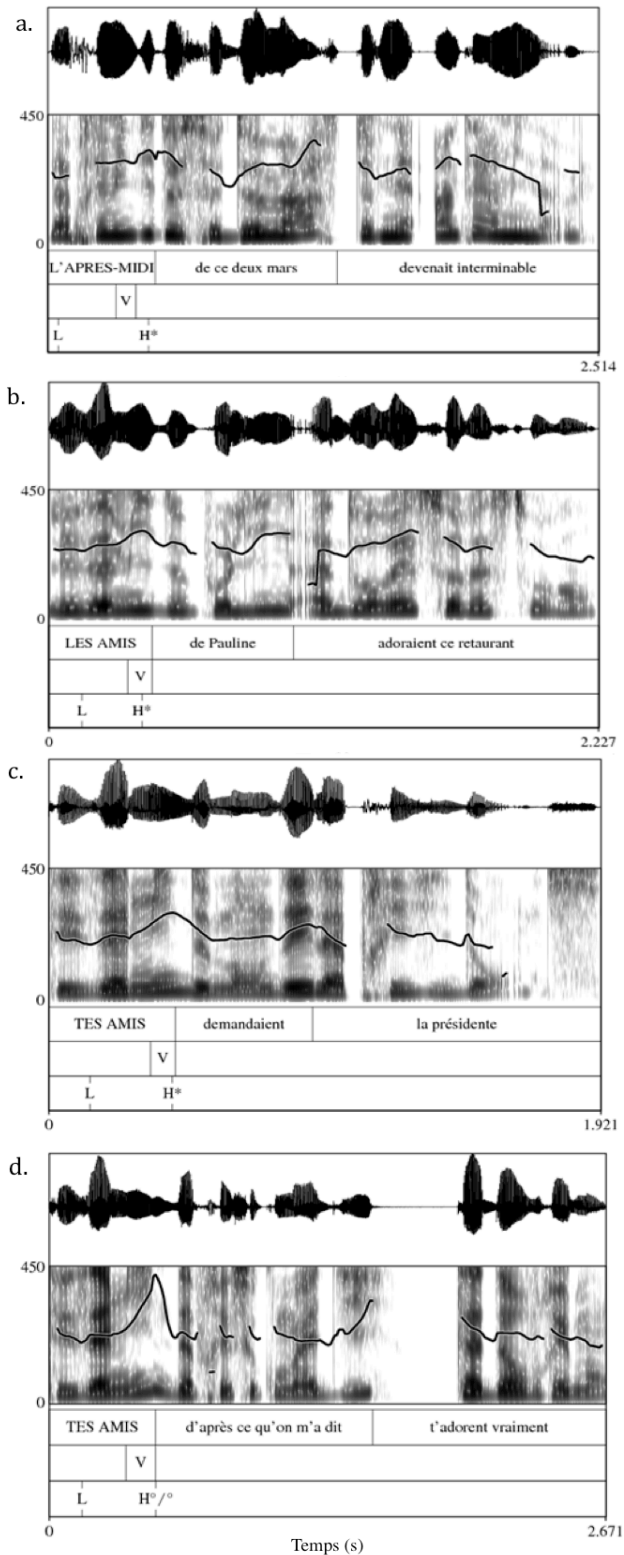 a.
450
0
L'APRES-MIDI de ce deux mars devenait interminable
V
L H*
2.514
b.
450
0
LES AMIS de Pauline adoraient ce retaurant
V
L H*
0 2.227
c.
450
0
TES AMIS demandaient la présidente
V
L H*
0 1.921
d.
450
0
TES AMIS d'après ce qu'on m'a dit t'adorent vraiment
V
L H°/°
0 2.671
Temps (s)